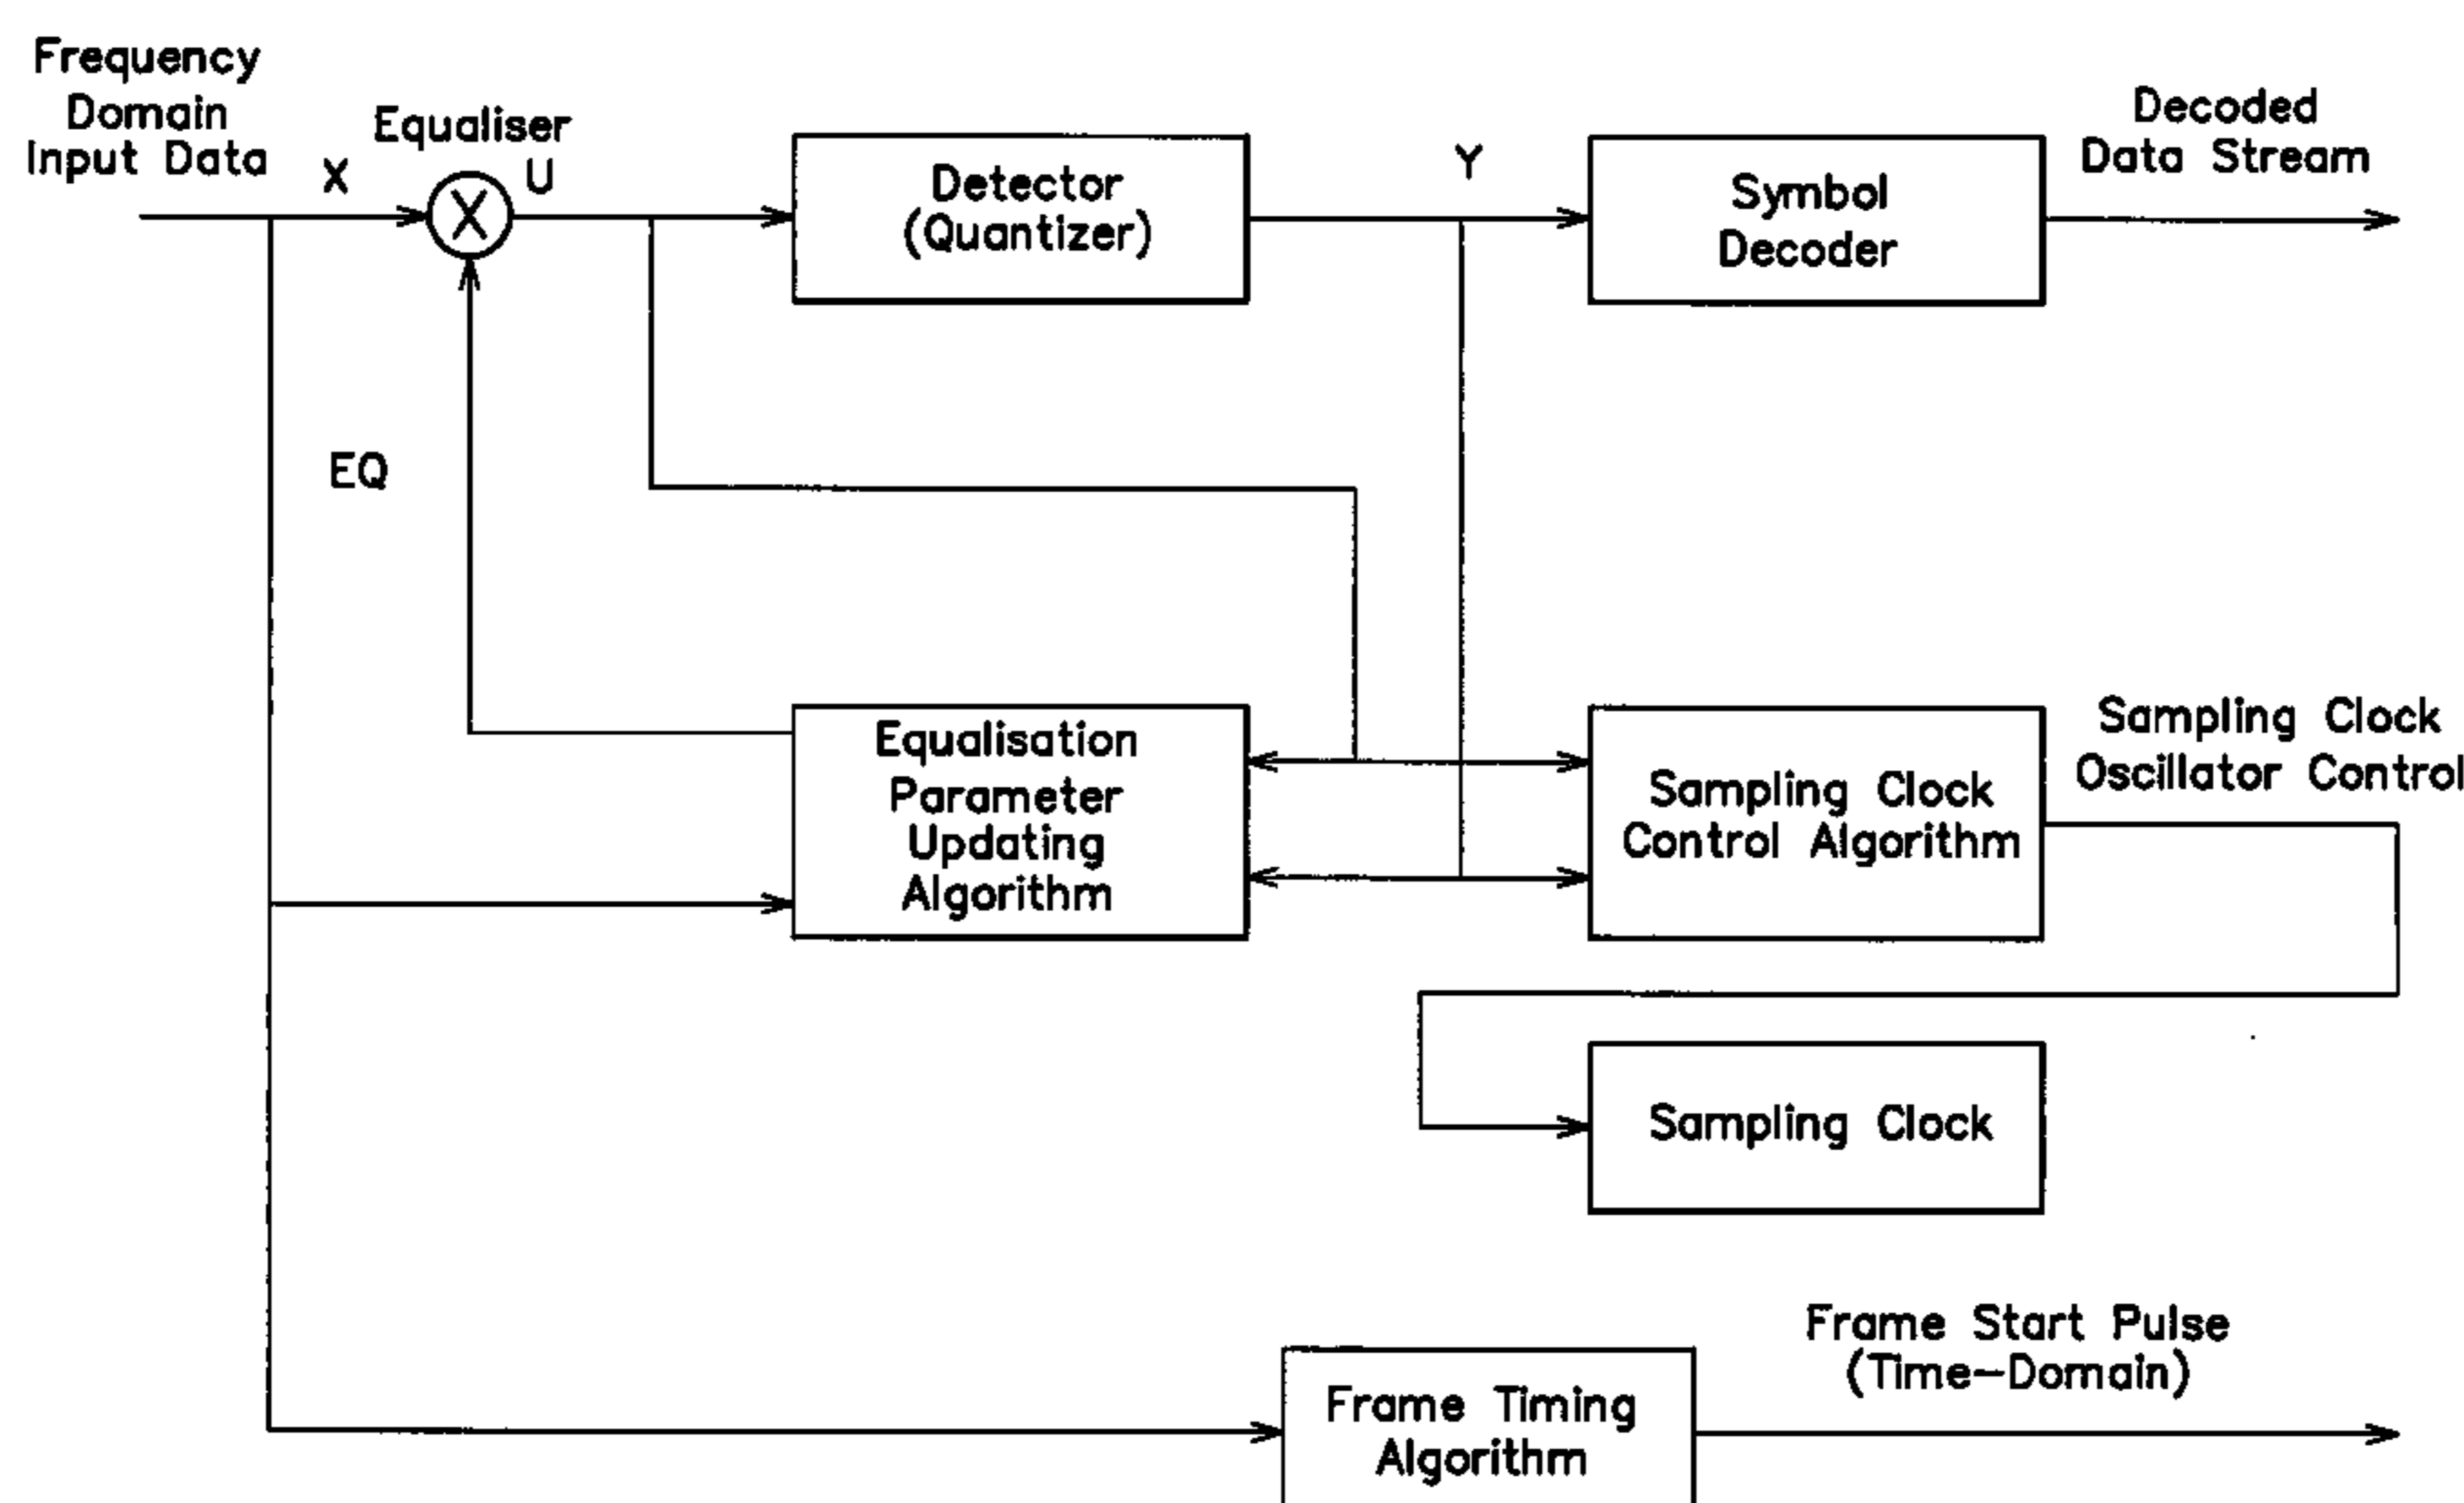 Frequency
Domain
Input Data
X
Equaliser
U
Detector
(Quantizer)
Y
Symbol
Decoder
Decoded
Data Stream
EQ
Equalisation
Parameter
Updating
Algorithm
Sampling Clock
Control Algorithm
Sampling Clock
Oscillator Control
Sampling Clock
Frame Timing
Algorithm
Frame Start Pulse
(Time-Domain)